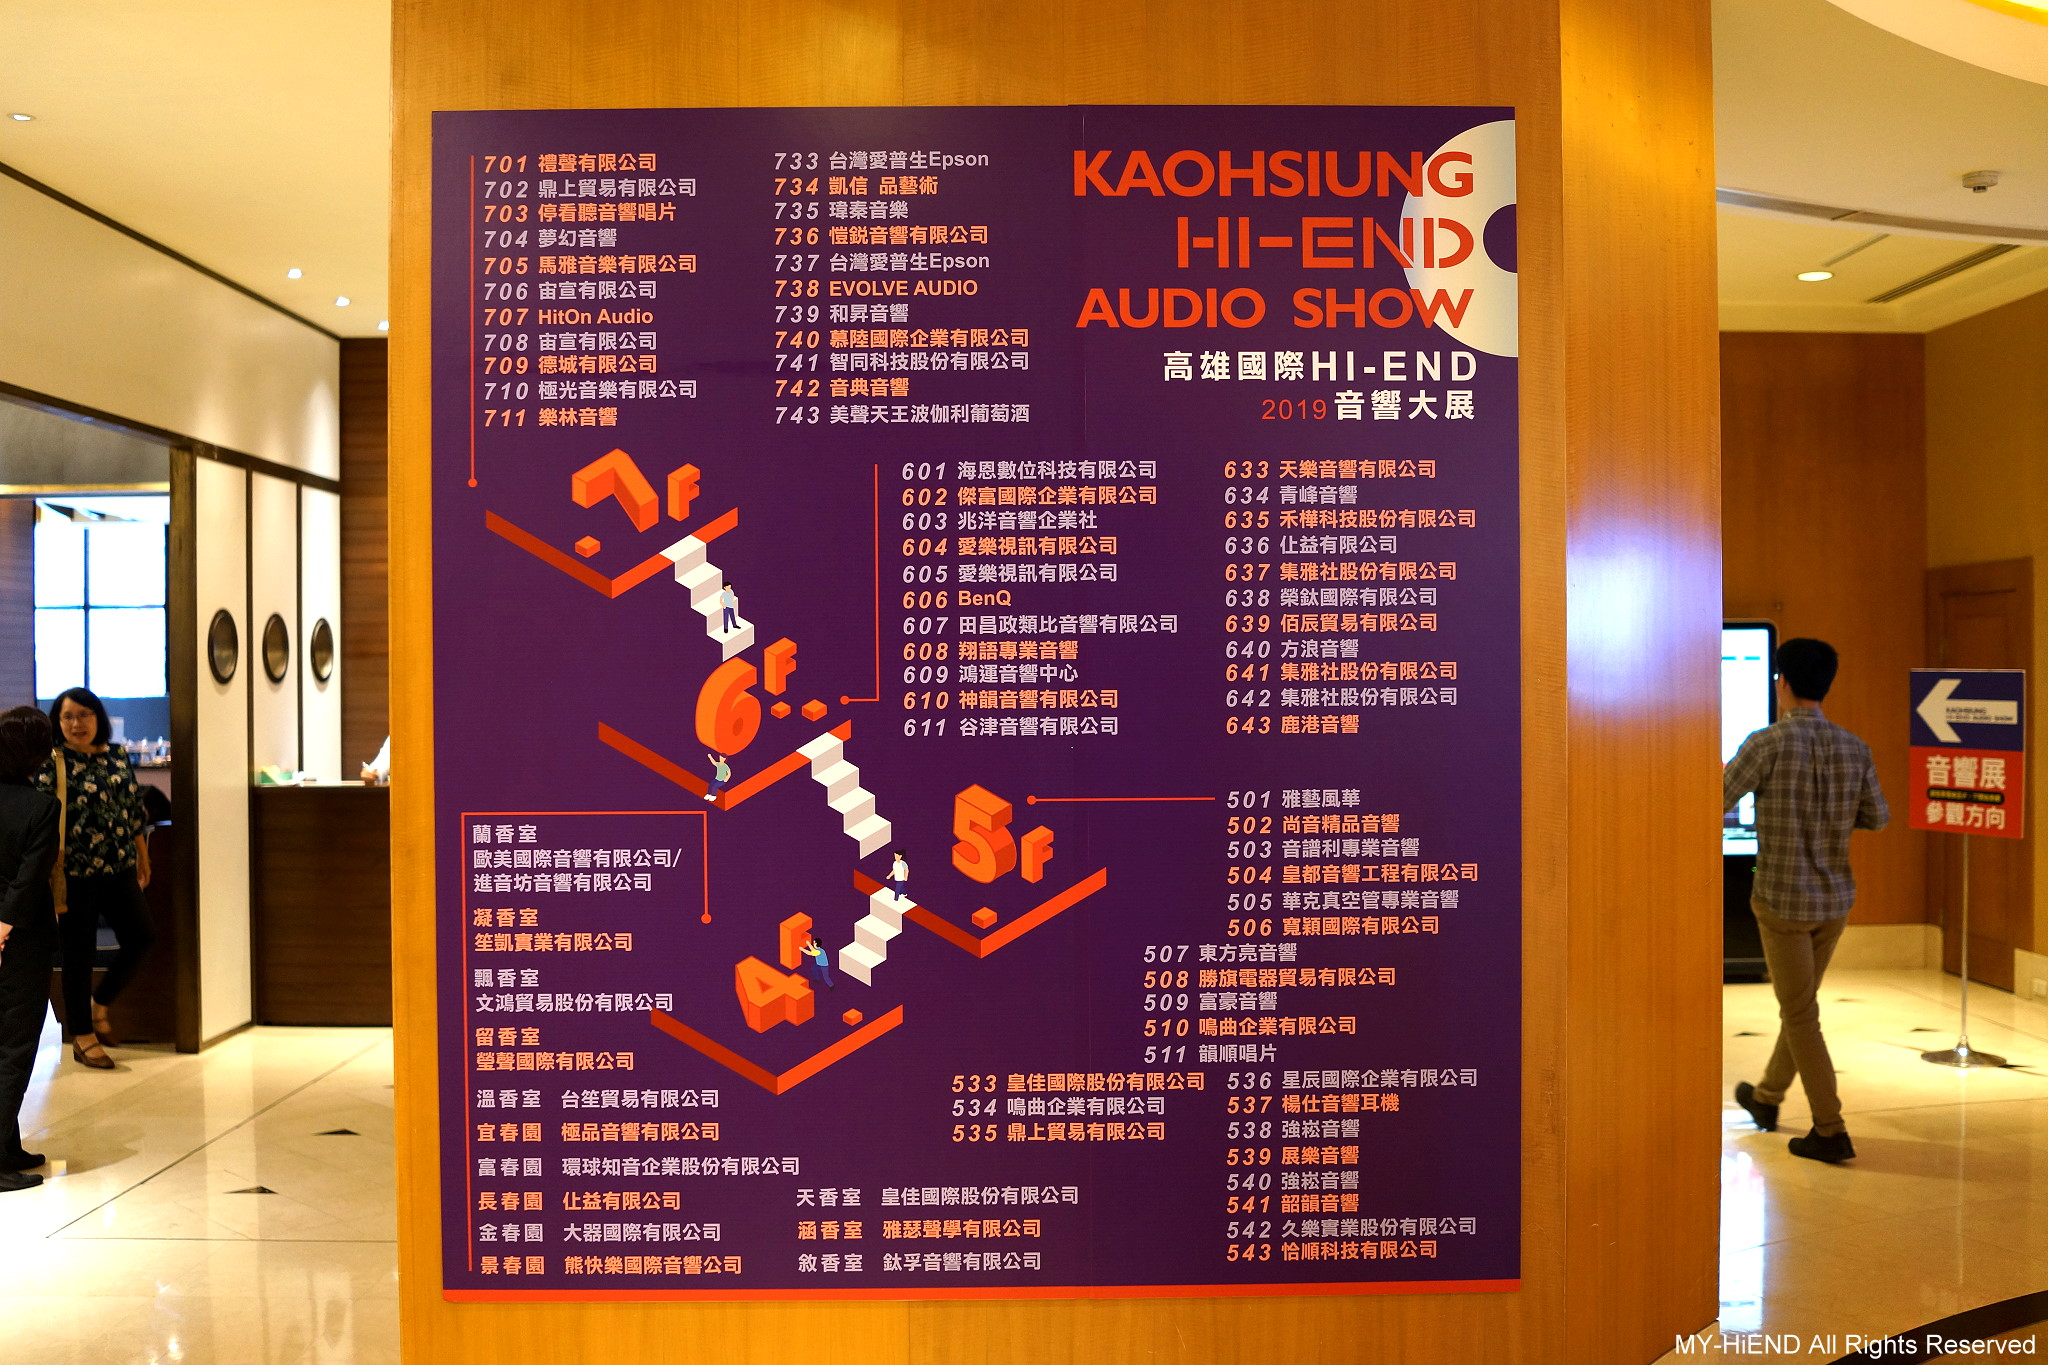 701 禮聲有限公司
702 鼎上貿易有限公司
703 停看聽音響唱片
704 夢幻音響
705 馬雅音樂有限公司
706 宙宣有限公司
707 HitOn Audio
708 宙宣有限公司
709 德城有限公司
710 極光音樂有限公司
711 樂林音響
733 台灣愛普生Epson
734 凱信 品藝術
735 瑋秦音樂
736 愷銳音響有限公司
737 台灣愛普生Epson
738 EVOLVE AUDIO
739 和昇音響
740 慕陸國際企業有限公司
741 智同科技股份有限公司
742 音典音響
743 美聲天王波伽利葡萄酒
KAOHSIUNG
HI-END
AUDIO SHOW
高雄國際HI-END
2019音響大展
7F
601 海恩數位科技有限公司
602 傑富國際企業有限公司
603 兆洋音響企業社
604 愛樂視訊有限公司
605 愛樂視訊有限公司
606 BenQ
607 田昌政類比音響有限公司
608 翔語專業音響
609 鴻運音響中心
610 神韻音響有限公司
611 谷津音響有限公司
633 天樂音響有限公司
634 青峰音響
635 禾樺科技股份有限公司
636 仩益有限公司
637 集雅社股份有限公司
638 榮鈦國際有限公司
639 佰辰貿易有限公司
640 方浪音響
641 集雅社股份有限公司
642 集雅社股份有限公司
643 鹿港音響
6F
5F
501 雅藝風華
502 尚音精品音響
503 音譜利專業音響
504 皇都音響工程有限公司
505 華克真空管專業音響
506 寬穎國際有限公司
507 東方亮音響
508 勝旗電器貿易有限公司
509 富豪音響
510 鳴曲企業有限公司
511 韻順唱片
533 皇佳國際股份有限公司
534 鳴曲企業有限公司
535 鼎上貿易有限公司
536 星辰國際企業有限公司
537 楊仕音響耳機
538 強崧音響
539 展樂音響
540 強崧音響
541 韶韻音響
542 久樂實業股份有限公司
543 恰順科技有限公司
4F
蘭香室
歐美國際音響有限公司/
進音坊音響有限公司
凝香室
笙凱實業有限公司
飄香室
文鴻貿易股份有限公司
留香室
瑩聲國際有限公司
溫香室 台笙貿易有限公司
宜春園 極品音響有限公司
富春園 環球知音企業股份有限公司
長春園 仩益有限公司
金春園 大器國際有限公司
景春園 熊快樂國際音響公司
天香室 皇佳國際股份有限公司
涵香室 雅瑟聲學有限公司
敘香室 鈦孚音響有限公司
KAOHSIUNG
HI-END AUDIO SHOW
音響展
參觀方向
MY-HiEND All Rights Reserved